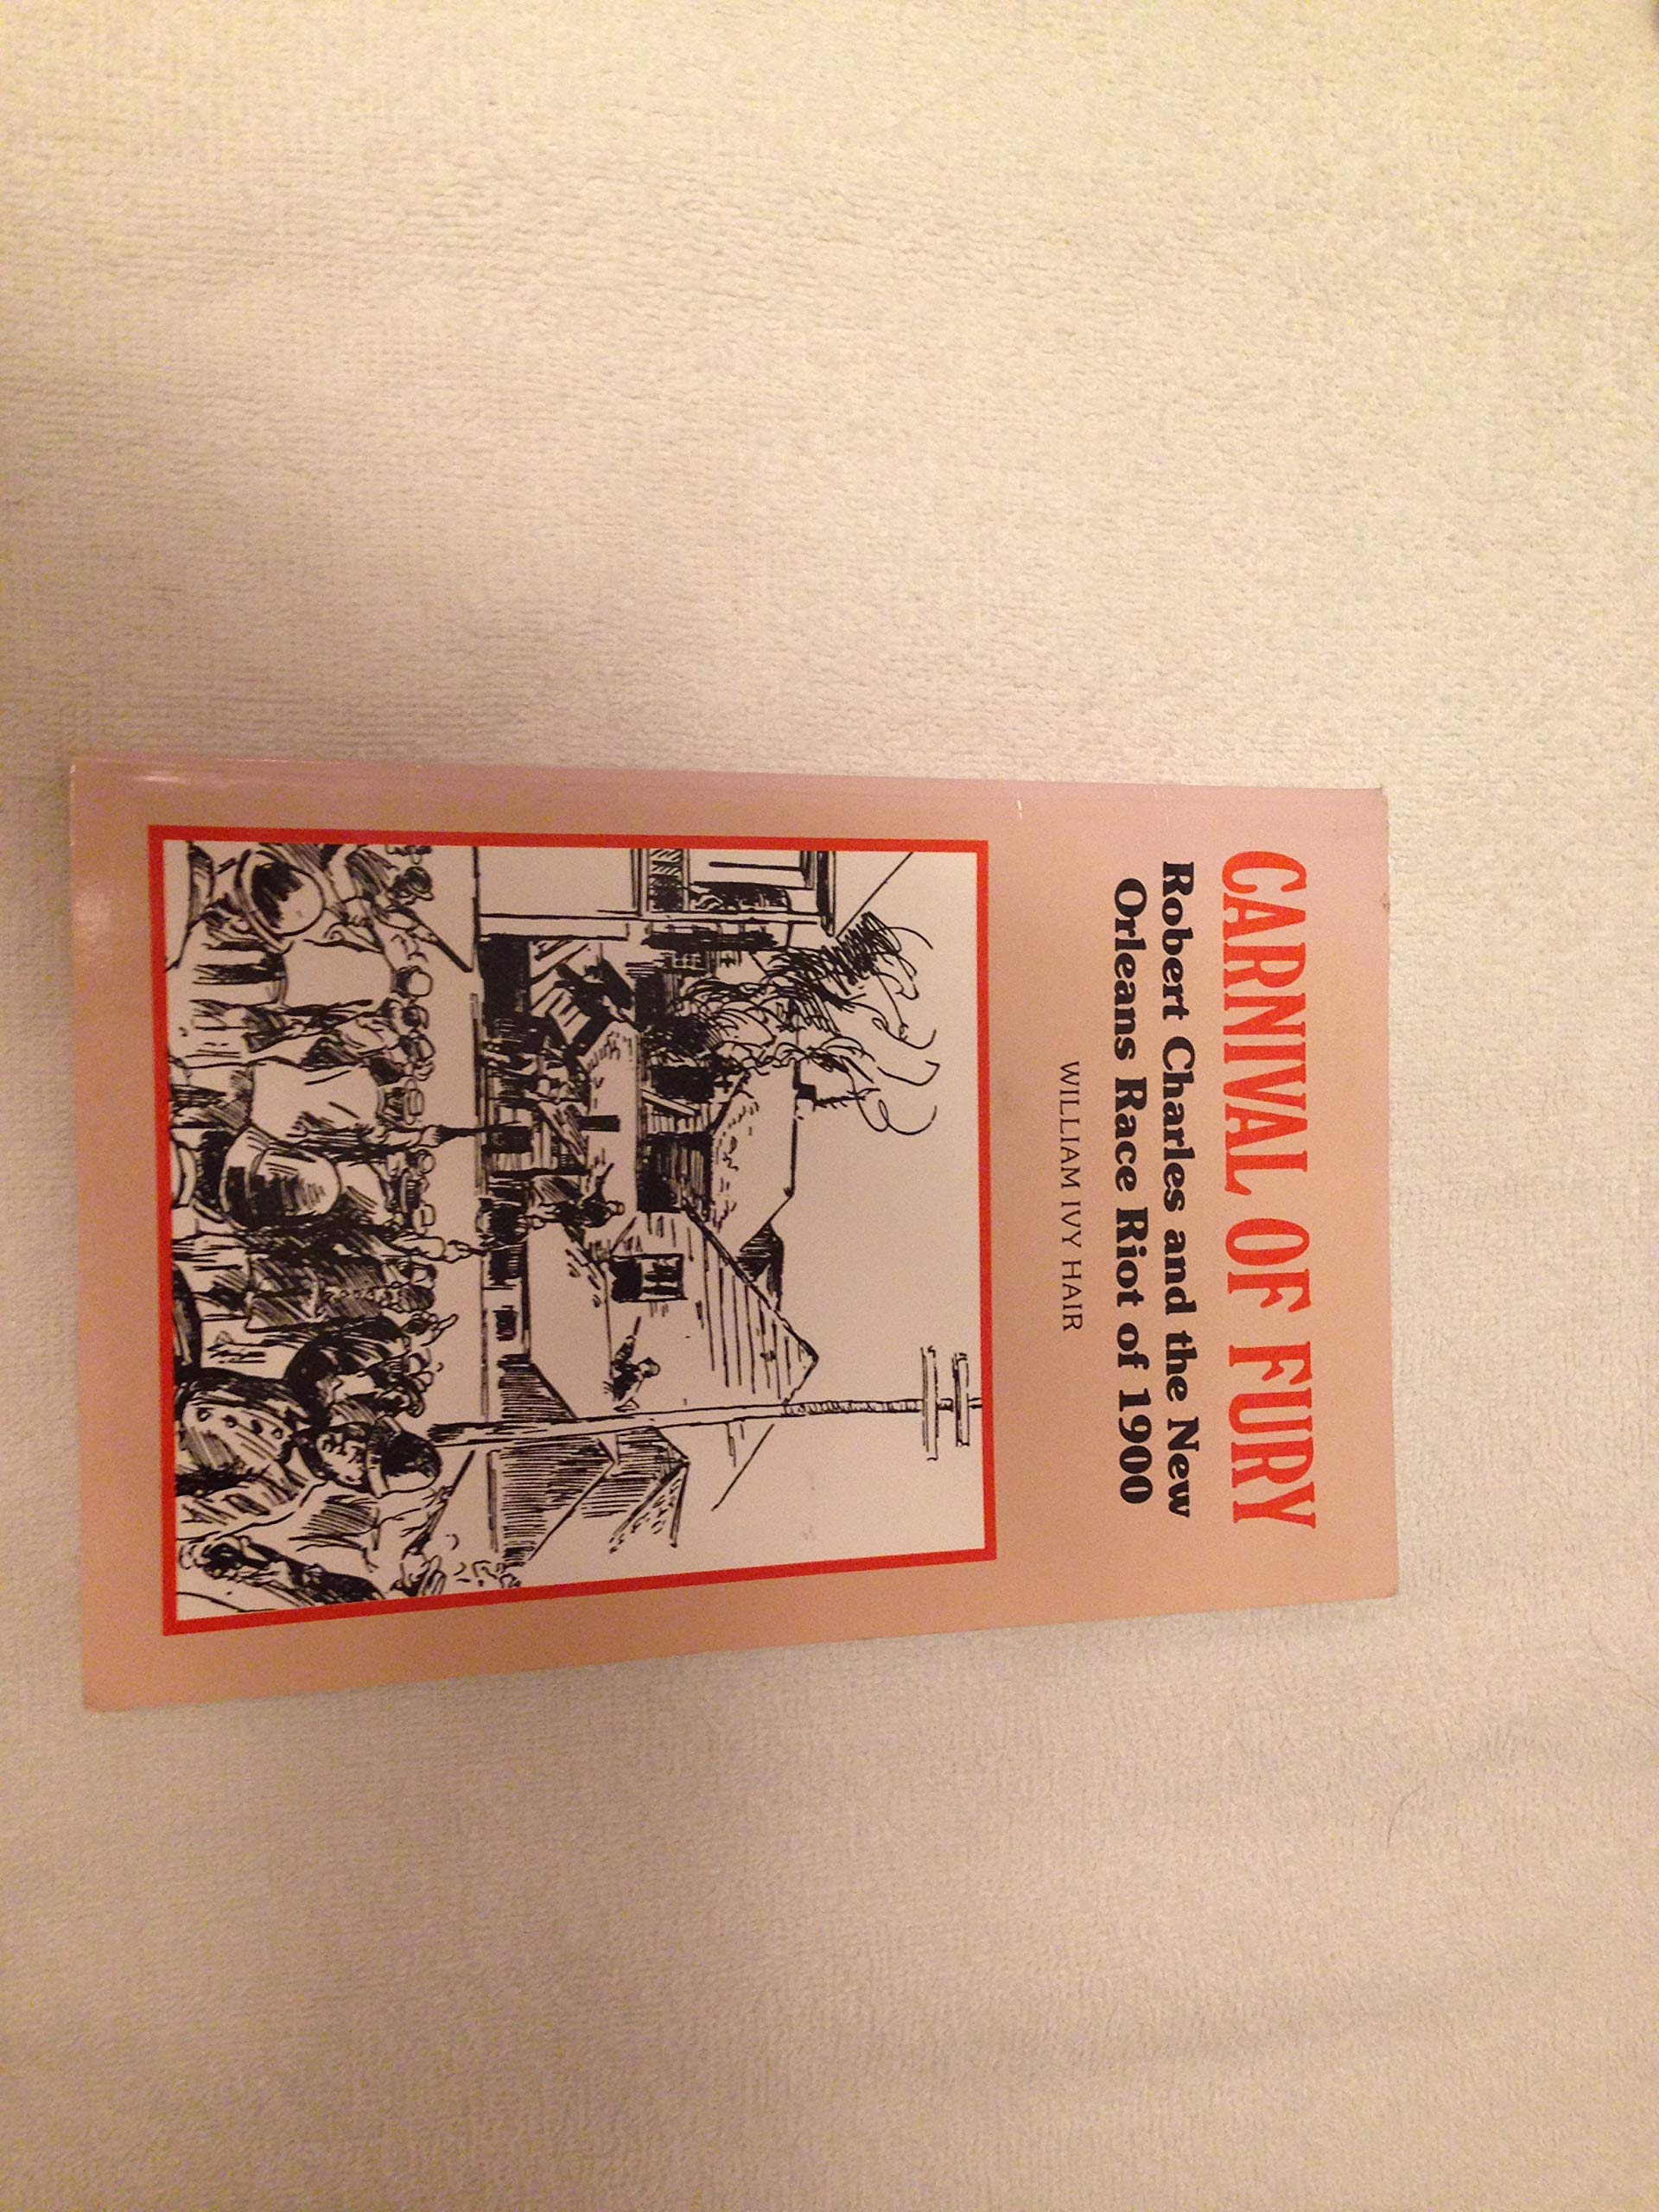 CARNIVAL OF FURY
Robert Charles and the New
Orleans Race Riot of 1900
WILLIAM IVY HAIR